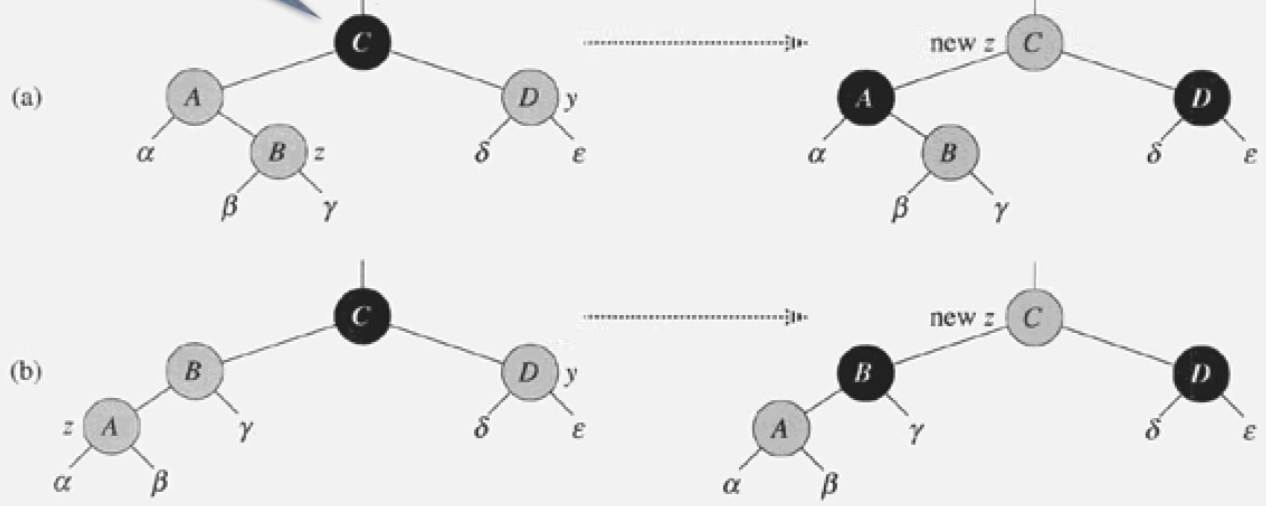 C
new z C
(a) A D y A D
α B z δ ε α B δ ε
β γ β γ
C
new z C
(b) B D y B D
z A γ δ ε A γ δ ε
α β α β